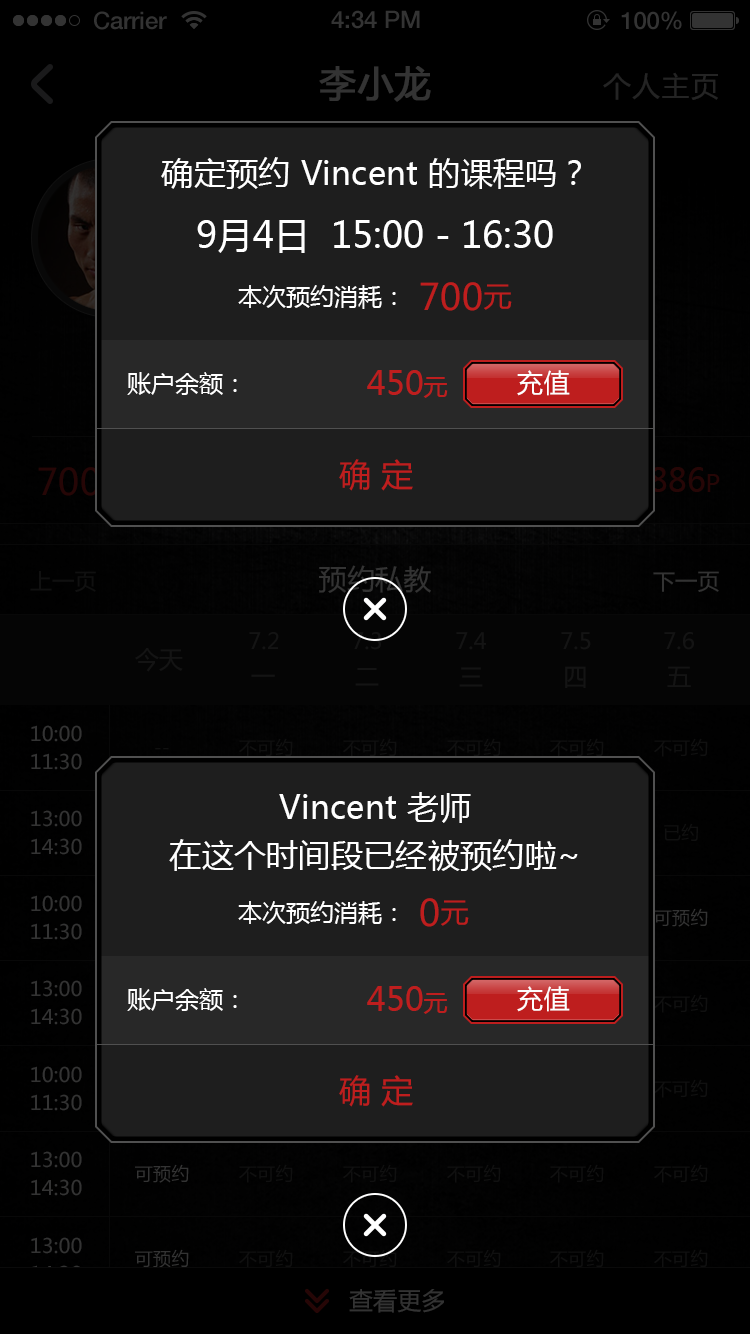 Carrier 4:34 PM 100%
李小龙 个人主页
确定预约 Vincent 的课程吗？
9月4日 15:00 - 16:30
本次预约消耗： 700元
账户余额： 450元 充值
确 定
700 886P
上一页 预约私教 下一页
今天 7.2 7.3 7.4 7.5 7.6
一 二 三 四 五
10:00 -- 不可约 不可约 不可约 不可约 不可约
11:30
Vincent 老师
13:00 已约
14:30
在这个时间段已经被预约啦~
10:00 可预约
11:30
本次预约消耗： 0元
13:00 不可约
14:30
账户余额： 450元 充值
10:00 不可约
11:30
确 定
13:00 可预约 不可约 不可约 不可约 不可约 不可约
14:30
13:00 可预约 不可约 不可约 不可约 不可约
查看更多